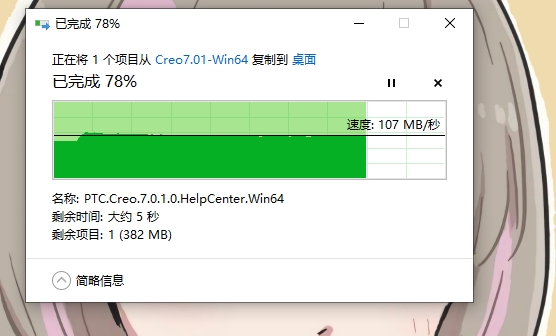 已完成 78%
正在将 1 个项目从 Creo7.01-Win64 复制到 桌面
已完成 78%
速度: 107 MB/秒
名称: PTC.Creo.7.0.1.0.HelpCenter.Win64
剩余时间: 大约 5 秒
剩余项目: 1 (382 MB)
简略信息